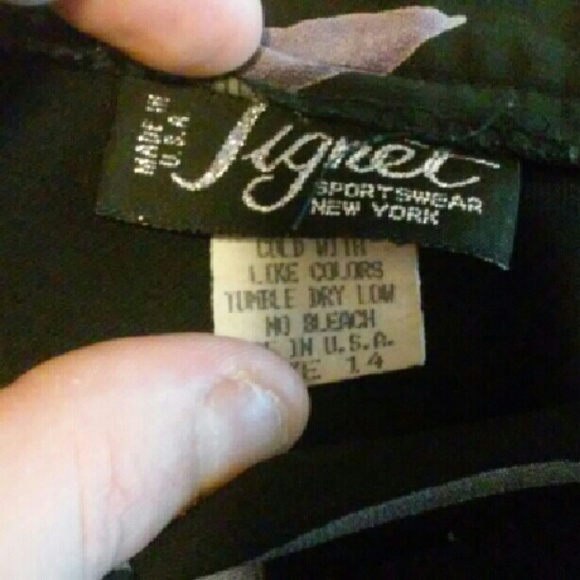 MADE IN
U.S.A
Signet
SPORTSWEAR
NEW YORK
COLD WITH
LIKE COLORS
TUMBLE DRY LOW
NO BLEACH
IN U.S.A.
14